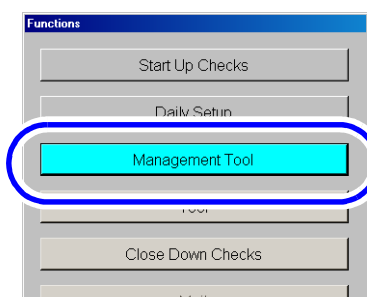 Functions
Start Up Checks
Daily Setup
Management Tool
Tool
Close Down Checks